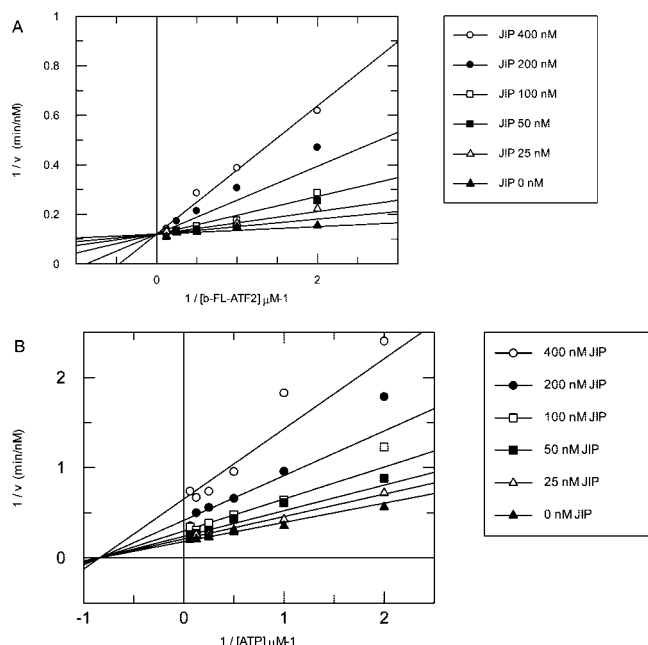 A
1
0.8
0.6
0.4
0.2
0
1 / v (min/nM)
0
2
1 / [b-FL-ATF2] μM-1
JIP 400 nM
JIP 200 nM
JIP 100 nM
JIP 50 nM
JIP 25 nM
JIP 0 nM
B
2
1
0
1 / v (min/nM)
-1
0
1
2
1 / [ATP] μM-1
400 nM JIP
200 nM JIP
100 nM JIP
50 nM JIP
25 nM JIP
0 nM JIP